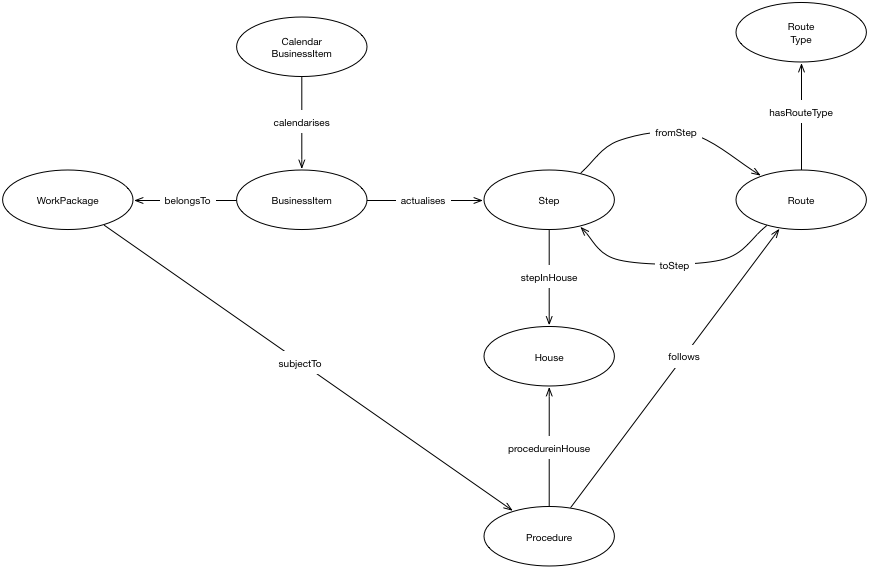 Route
Type
Calendar
BusinessItem
hasRouteType
calendarises
fromStep
WorkPackage
belongsTo
BusinessItem
actualises
Step
Route
toStep
stepInHouse
House
follows
subjectTo
procedureinHouse
Procedure